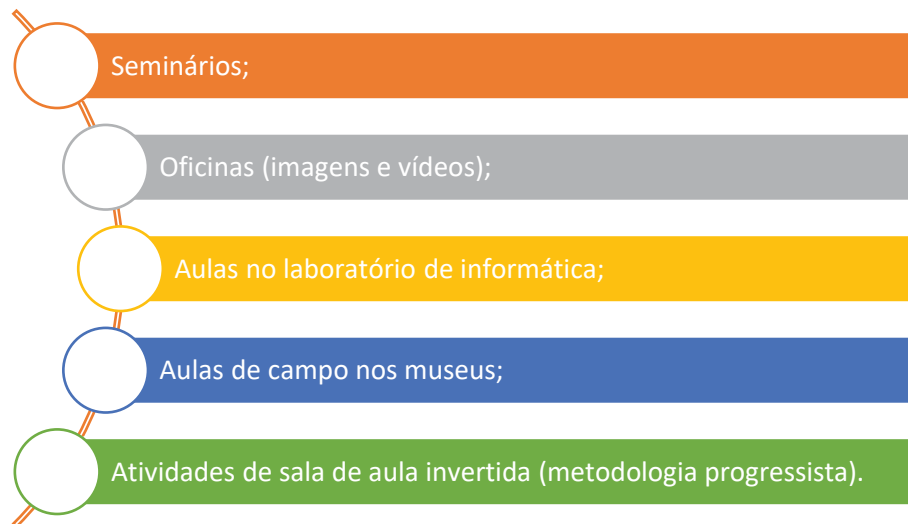 Seminários;
Oficinas (imagens e vídeos);
Aulas no laboratório de informática;
Aulas de campo nos museus;
Atividades de sala de aula invertida (metodologia progressista).